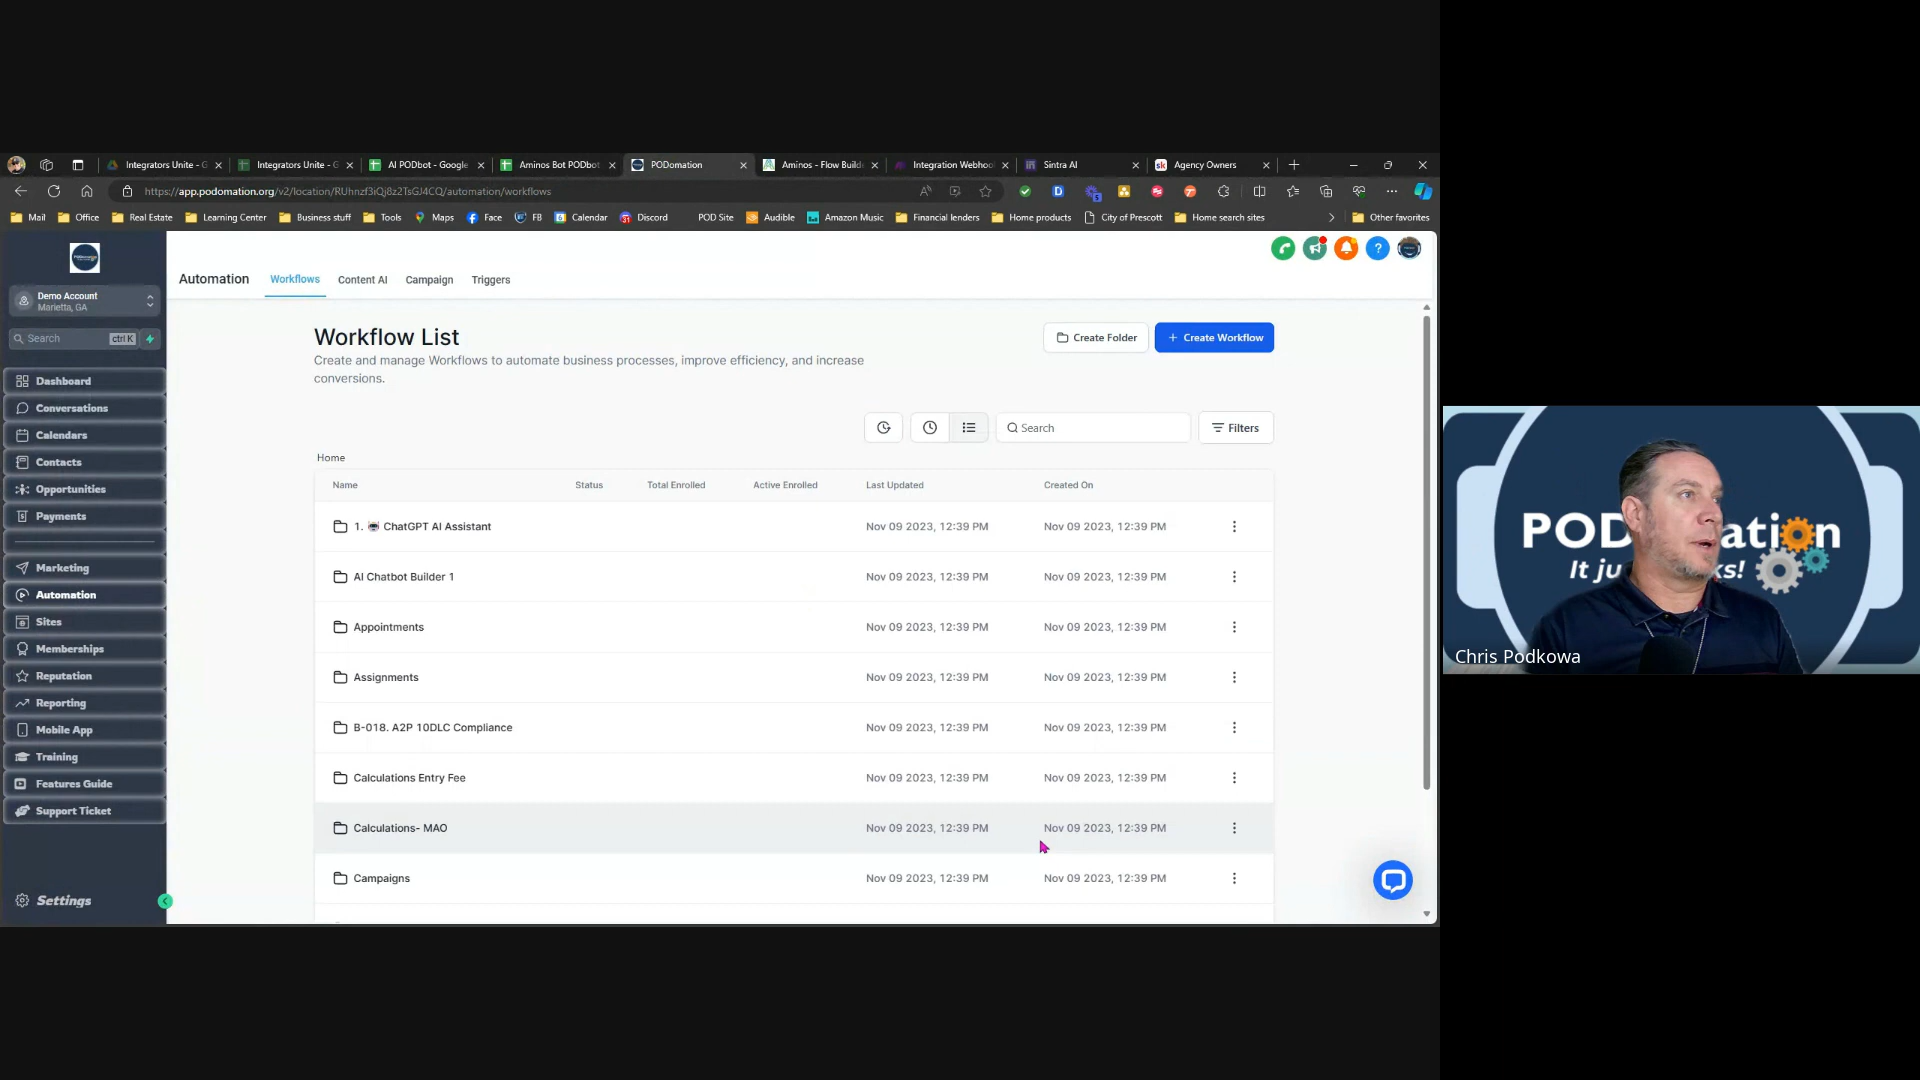 Integrators Unite - G
Integrators Unite - G
AI PODbot - Google
Aminos Bot PODbot
PODomation
Aminos - Flow Build
Integration Webhoo
Sintra AI
Agency Owners
https://app.podomation.org/v2/location/RUhnzf3iQj8z2TsGJ4CQ/automation/workflows
Mail
Office
Real Estate
Learning Center
Business stuff
Tools
Maps
Face
FB
Calendar
Discord
POD Site
Audible
Amazon Music
Financial lenders
Home products
City of Prescott
Home search sites
Other favorites
Demo Account
Marietta, GA
Search
ctrl K
Dashboard
Conversations
Calendars
Contacts
Opportunities
Payments
Marketing
Automation
Sites
Memberships
Reputation
Reporting
Mobile App
Training
Features Guide
Support Ticket
Settings
Automation
Workflows
Content AI
Campaign
Triggers
Workflow List
Create and manage Workflows to automate business processes, improve efficiency, and increase
conversions.
Create Folder
+ Create Workflow
Search
Filters
Home
Name Status Total Enrolled Active Enrolled Last Updated Created On
1. ChatGPT AI Assistant Nov 09 2023, 12:39 PM Nov 09 2023, 12:39 PM
AI Chatbot Builder 1 Nov 09 2023, 12:39 PM Nov 09 2023, 12:39 PM
Appointments Nov 09 2023, 12:39 PM Nov 09 2023, 12:39 PM
Assignments Nov 09 2023, 12:39 PM Nov 09 2023, 12:39 PM
B-018. A2P 10DLC Compliance Nov 09 2023, 12:39 PM Nov 09 2023, 12:39 PM
Calculations Entry Fee Nov 09 2023, 12:39 PM Nov 09 2023, 12:39 PM
Calculations- MAO Nov 09 2023, 12:39 PM Nov 09 2023, 12:39 PM
Campaigns Nov 09 2023, 12:39 PM Nov 09 2023, 12:39 PM
POD ation
It ju ks!
Chris Podkowa